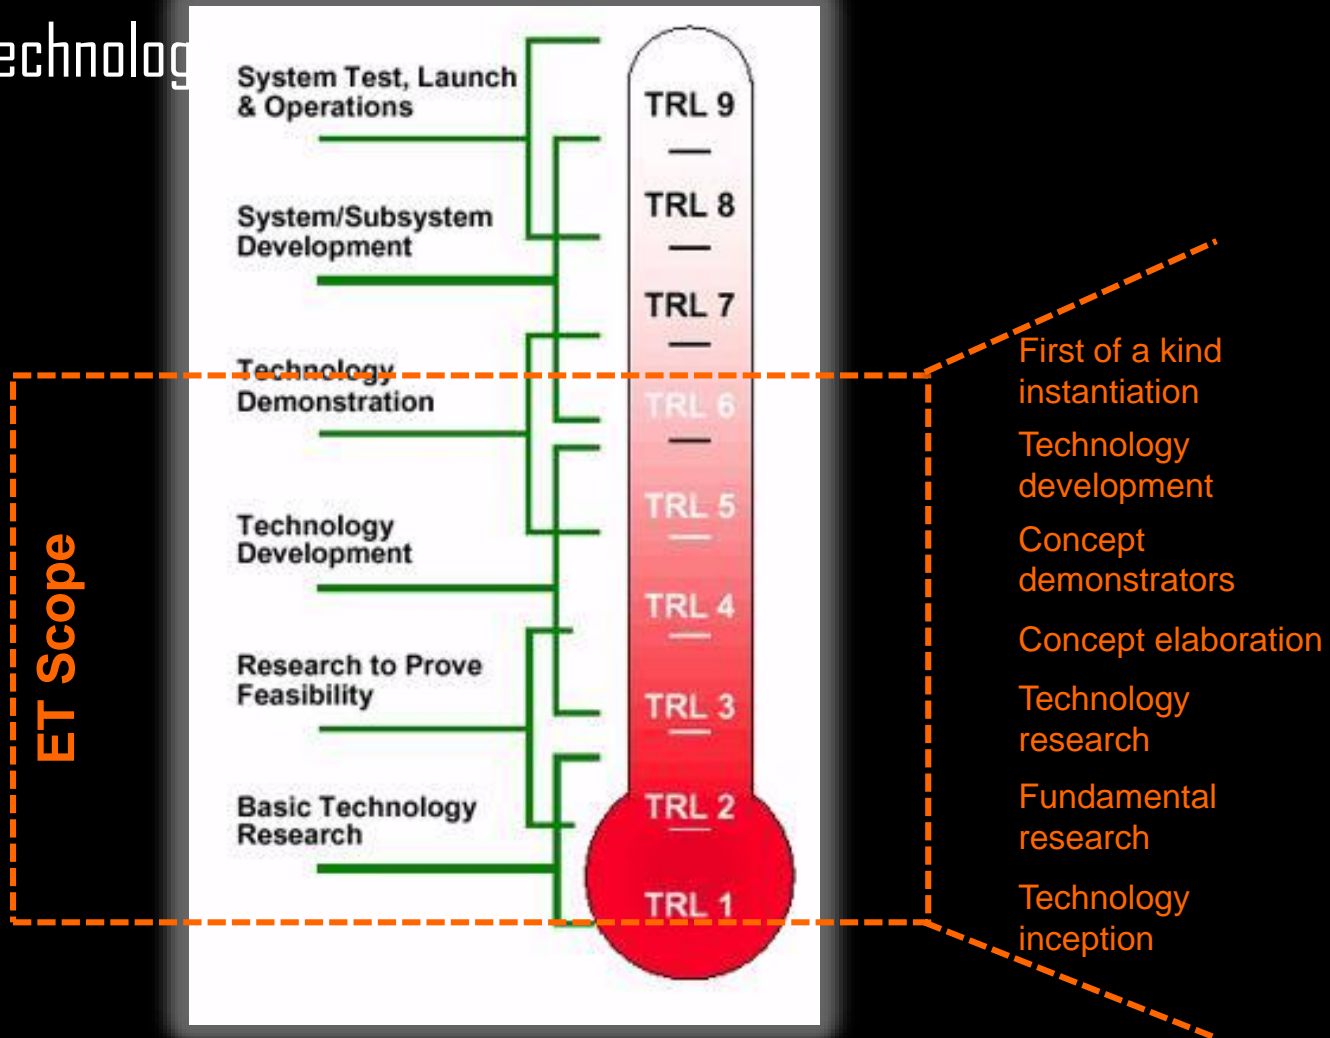 echnolog
System Test, Launch
& Operations
System/Subsystem
Development
Technology
Demonstration
Technology
Development
Research to Prove
Feasibility
Basic Technology
Research
TRL 9
TRL 8
TRL 7
TRL 6
TRL 5
TRL 4
TRL 3
TRL 2
TRL 1
ET Scope
First of a kind
instantiation
Technology
development
Concept
demonstrators
Concept elaboration
Technology
research
Fundamental
research
Technology
inception